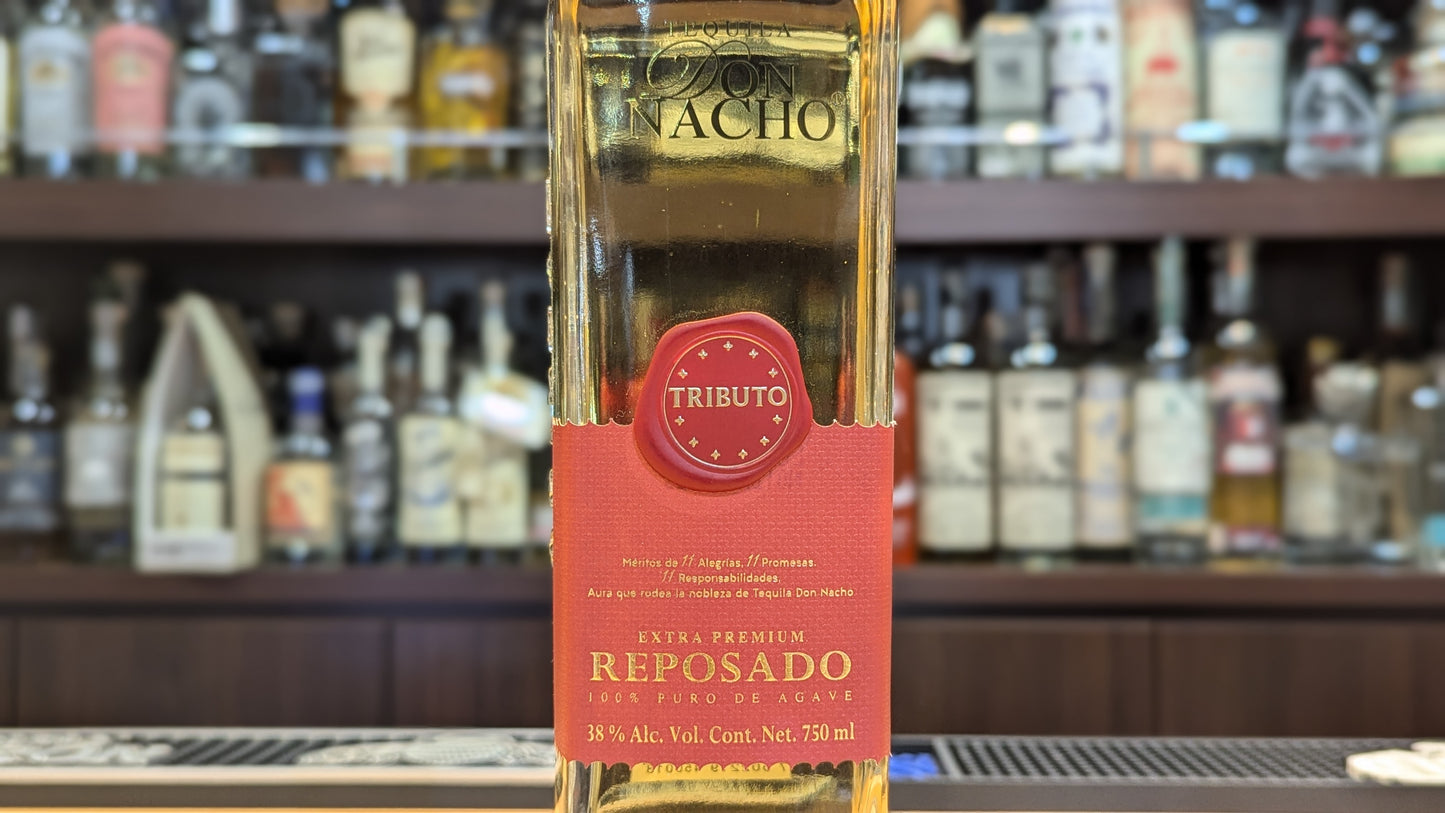 TEQUILA
DON
NACHO
TRIBUTO
Méritos de 11 Alegrías, 11 Promesas,
11 Responsabilidades,
Aura que rodea la nobleza de Tequila Don Nacho
EXTRA PREMIUM
REPOSADO
100% PURO DE AGAVE
38 % Alc. Vol. Cont. Net. 750 ml